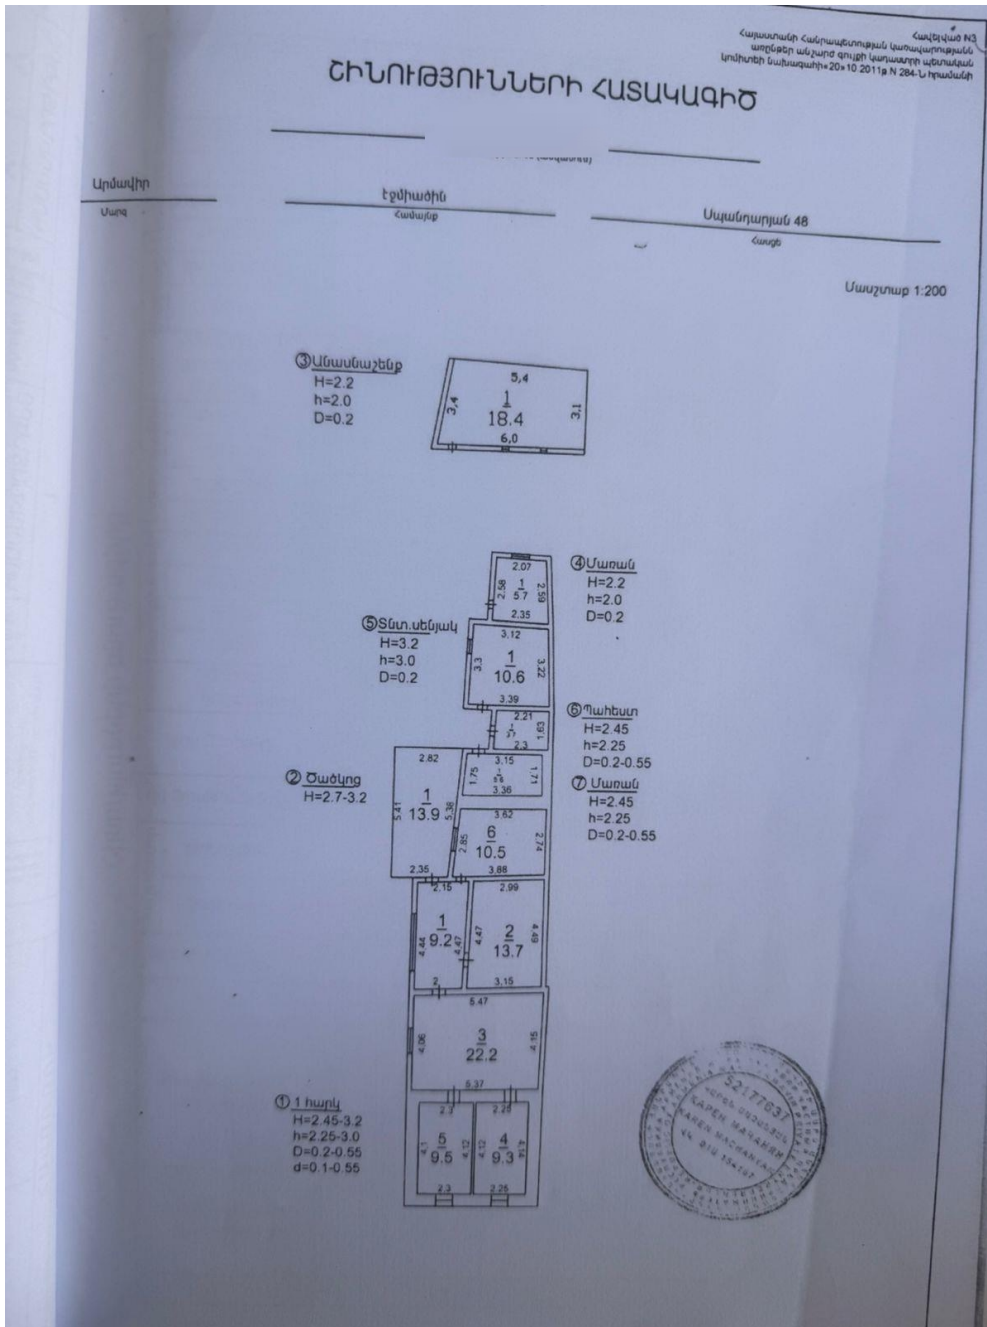 Հավելված N3
Հայաստանի Հանրապետության կառավարությանն
առընթեր անշարժ գույքի կադաստրի պետական
կոմիտեի նախագահի«20»10.2011թ.N 284-Ն հրամանի
ՇԻՆՈՒԹՅՈՒՆՆԵՐԻ ՀԱՏԱԿԱԳԻԾ
Արմավիր
Մարզ
Էջմիածին
Համայնք
Սպանդարյան 48
Հասցե
Մասշտաբ 1:200
③Անասնաշենք
H=2.2
h=2.0
D=0.2
5,4
3,4
1
18.4
3,1
6,0
④Մառան
H=2.2
h=2.0
D=0.2
2.07
2.58
1
5.7
2.59
2.35
⑤Տնտ.սենյակ
H=3.2
h=3.0
D=0.2
3.12
3.3
1
10.6
3.22
3.39
⑥Պահեստ
H=2.45
h=2.25
D=0.2-0.55
2.21
1.63
2.3
⑦Մառան
H=2.45
h=2.25
D=0.2-0.55
3.15
1.75
1.71
3.36
② Ծածկոց
H=2.7-3.2
2.82
5.41
1
13.9
5.38
2.35
3.62
2.85
6
10.5
2.74
3.88
2.15
4.44
1
9.2
4.47
2
2.99
4.47
2
13.7
4.49
3.15
5.47
4.06
3
22.2
4.15
5.37
① 1 հարկ
H=2.45-3.2
h=2.25-3.0
D=0.2-0.55
d=0.1-0.55
2.3
4.1
5
9.5
4.12
2.3
2.25
4.12
4
9.3
4.14
2.25
52177637
КАРЕН МАЧАНЯН
KAREN MACHANYAN